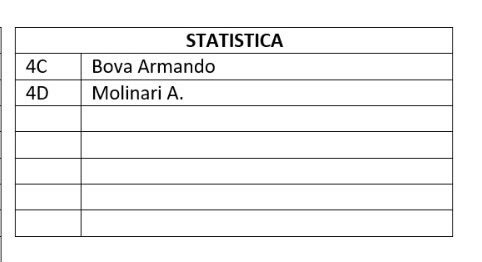 STATISTICA
4C Bova Armando
4D Molinari A.